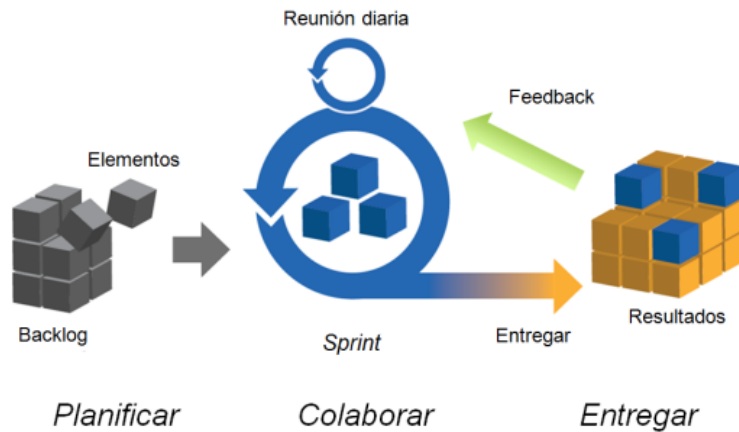 Reunión diaria
Feedback
Elementos
Backlog
Sprint
Entregar
Resultados
Planificar
Colaborar
Entregar